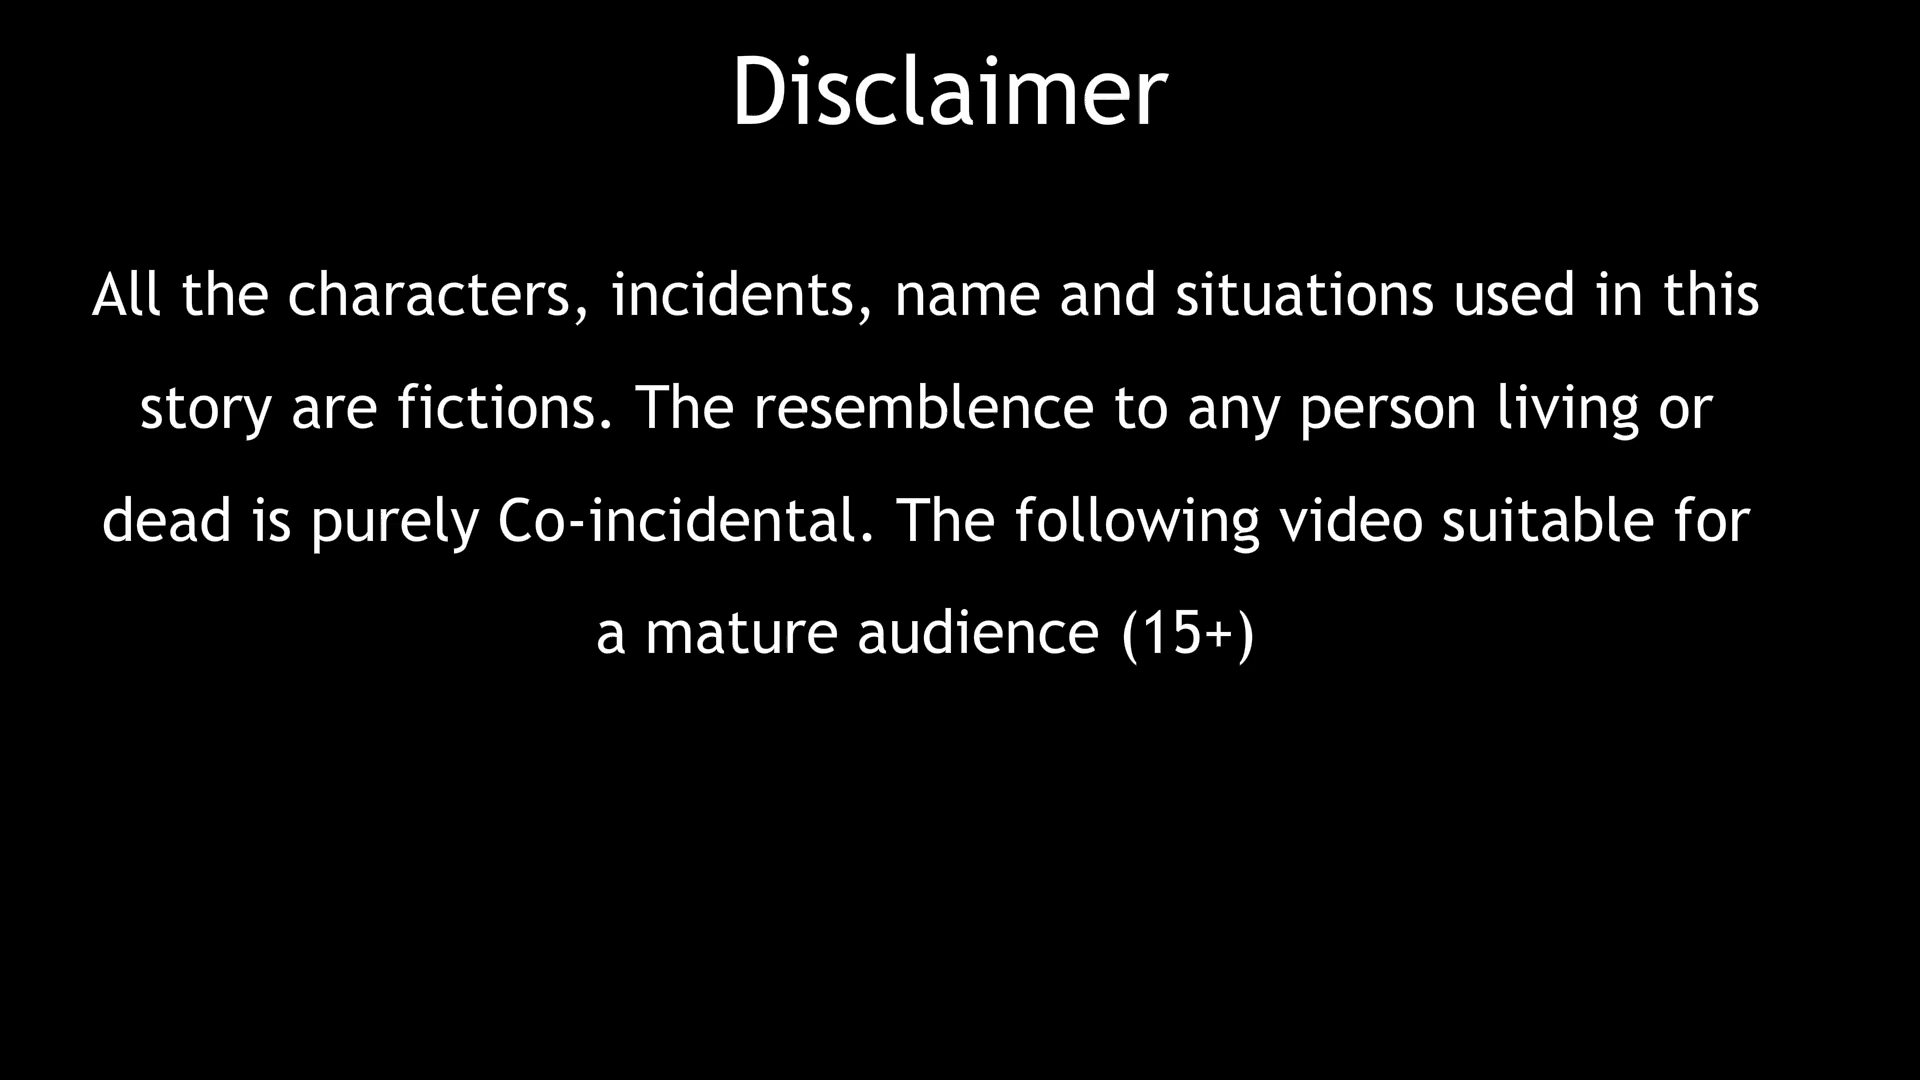 Disclaimer
All the characters, incidents, name and situations used in this
story are fictions. The resemblence to any person living or
dead is purely Co-incidental. The following video suitable for
a mature audience (15+)